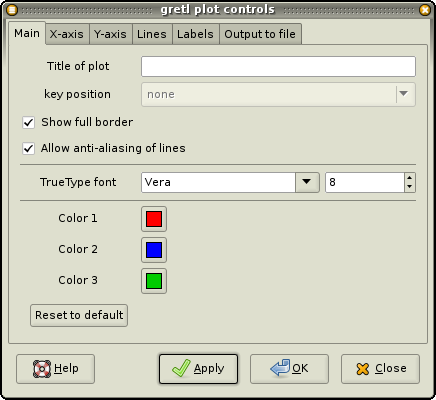 gretl plot controls
Main X-axis Y-axis Lines Labels Output to file
Title of plot
key position none
Show full border
Allow anti-aliasing of lines
TrueType font Vera 8
Color 1
Color 2
Color 3
Reset to default
Help Apply OK Close